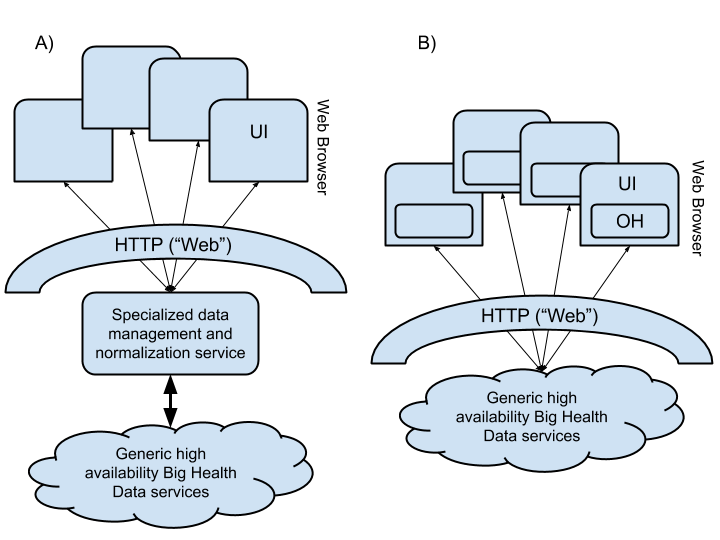 A)
UI
Web Browser
HTTP (“Web”)
Specialized data
management and
normalization service
Generic high
availability Big Health
Data services
B)
UI
OH
Web Browser
HTTP (“Web”)
Generic high
availability Big Health
Data services